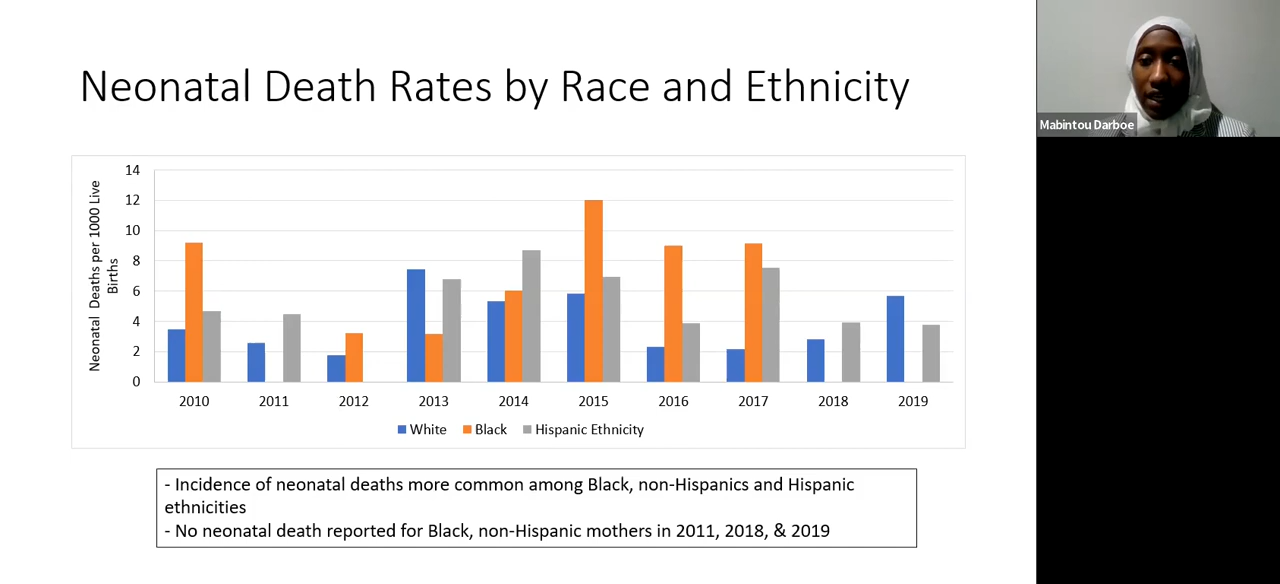 Neonatal Death Rates by Race and Ethnicity
Mabintou Darboe
Neonatal Deaths per 1000 Live
Births
14
12
10
8
6
4
2
0
2010 2011 2012 2013 2014 2015 2016 2017 2018 2019
White Black Hispanic Ethnicity
- Incidence of neonatal deaths more common among Black, non-Hispanics and Hispanic
ethnicities
- No neonatal death reported for Black, non-Hispanic mothers in 2011, 2018, & 2019